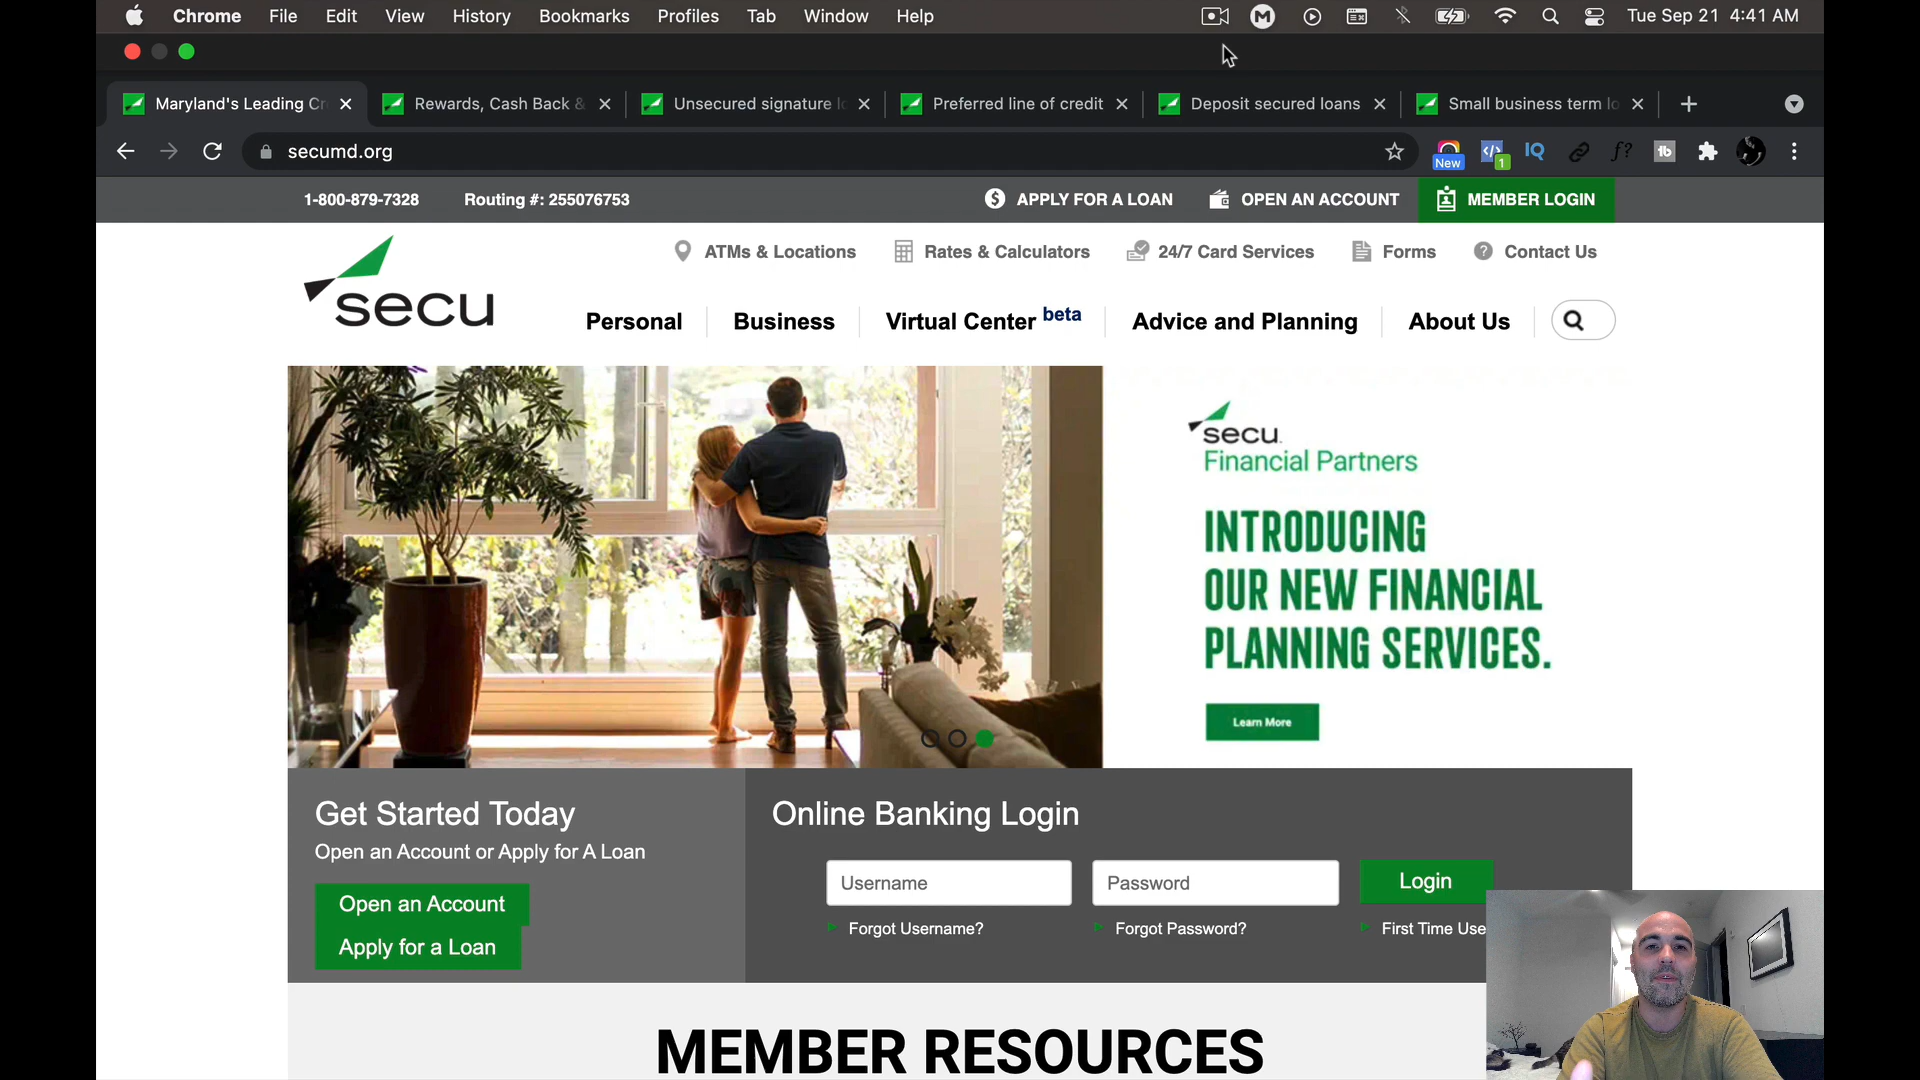 Chrome File Edit View History Bookmarks Profiles Tab Window Help Tue Sep 21 4:41 AM
Maryland's Leading Cr Rewards, Cash Back & Unsecured signature lo Preferred line of credit Deposit secured loans Small business term lo
secumd.org
New 1 IQ f? tb
1-800-879-7328 Routing #: 255076753 APPLY FOR A LOAN OPEN AN ACCOUNT MEMBER LOGIN
ATMs & Locations Rates & Calculators 24/7 Card Services Forms Contact Us
secu
Personal Business Virtual Center beta Advice and Planning About Us
secu
Financial Partners
INTRODUCING
OUR NEW FINANCIAL
PLANNING SERVICES.
Learn More
Get Started Today
Open an Account or Apply for A Loan
Open an Account
Apply for a Loan
Online Banking Login
Username Password Login
Forgot Username? Forgot Password? First Time Use
MEMBER RESOURCES